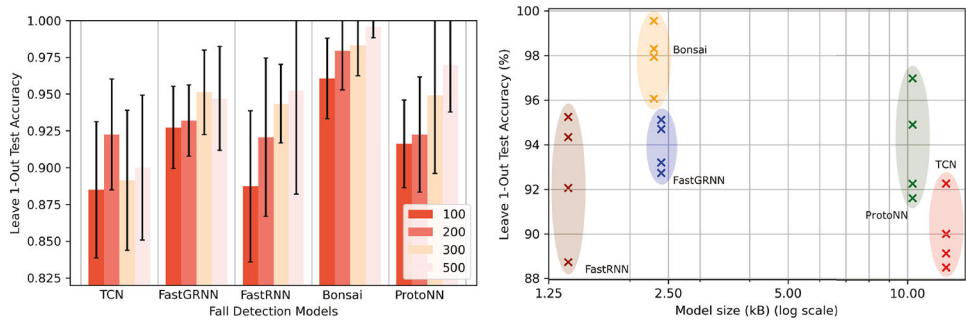 1.000
0.975
0.950
0.925
0.900
0.875
0.850
0.825
Leave 1-Out Test Accuracy
TCN FastGRNN FastRNN Bonsai ProtoNN
Fall Detection Models
100
200
300
500
100
98
96
94
92
90
88
Leave 1-Out Test Accuracy (%)
Bonsai
FastGRNN
TCN
ProtoNN
FastRNN
1.25 2.50 5.00 10.00
Model size (kB) (log scale)